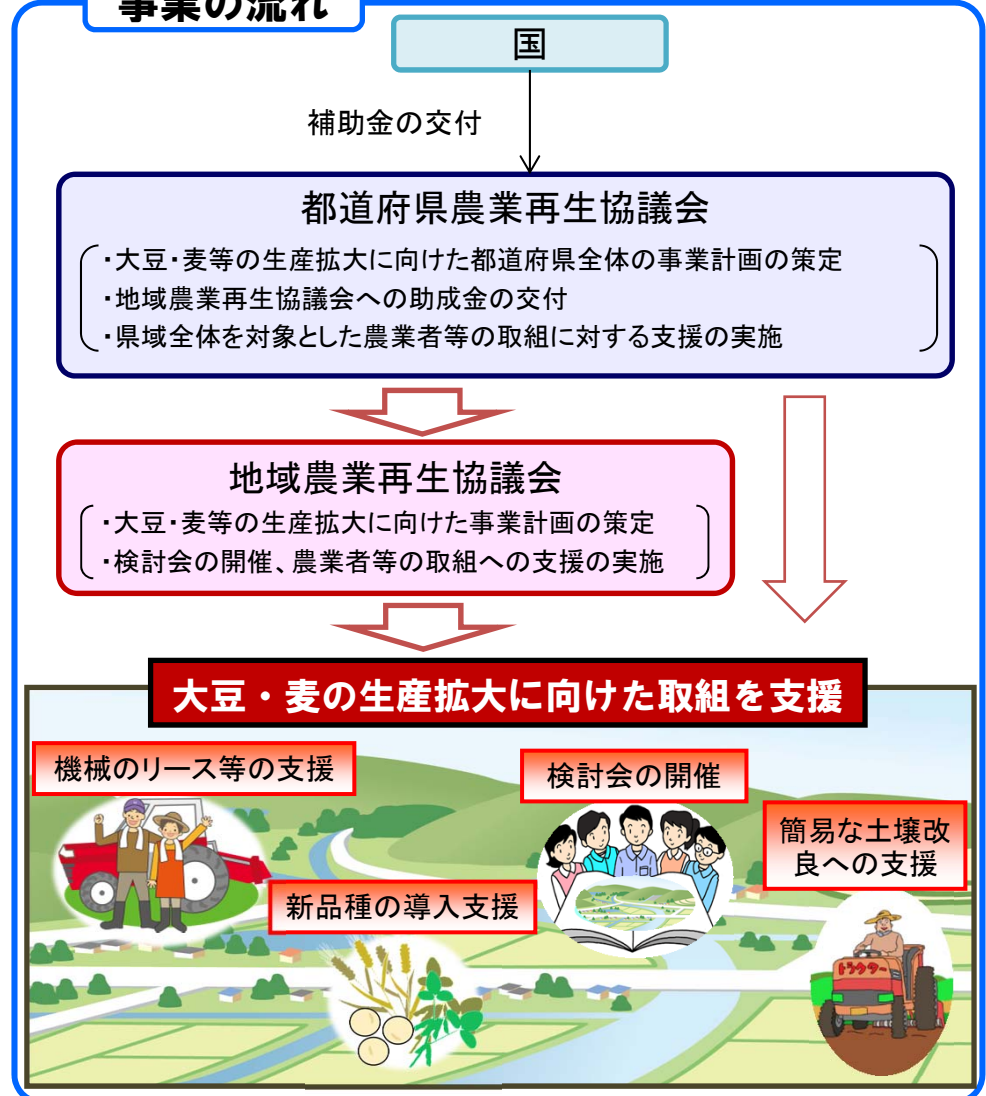 事業の流れ
国
補助金の交付
都道府県農業再生協議会
・大豆・麦等の生産拡大に向けた都道府県全体の事業計画の策定
・地域農業再生協議会への助成金の交付
・県域全体を対象とした農業者等の取組に対する支援の実施
地域農業再生協議会
・大豆・麦等の生産拡大に向けた事業計画の策定
・検討会の開催、農業者等の取組への支援の実施
大豆・麦の生産拡大に向けた取組を支援
機械のリース等の支援
検討会の開催
簡易な土壌改
良への支援
新品種の導入支援
トラクター